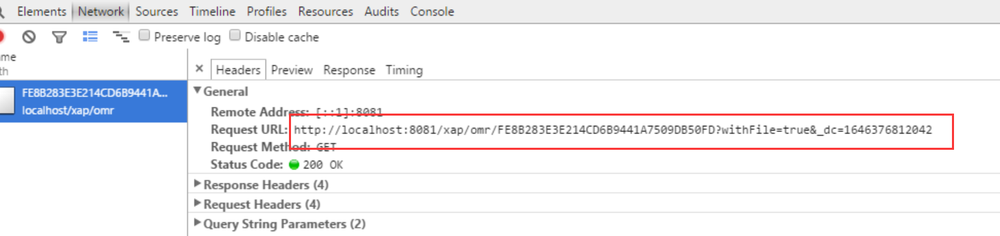 Elements Network Sources Timeline Profiles Resources Audits Console
Preserve log Disable cache
me
th
× Headers Preview Response Timing
FE8B283E3E214CD6B9441A...
localhost/xap/omr
General
Remote Address: [::1]:8081
Request URL: http://localhost:8081/xap/omr/FE8B283E3E214CD6B9441A7509DB50FD?withFile=true&_dc=1646376812042
Request Method: GET
Status Code: 200 OK
Response Headers (4)
Request Headers (4)
Query String Parameters (2)